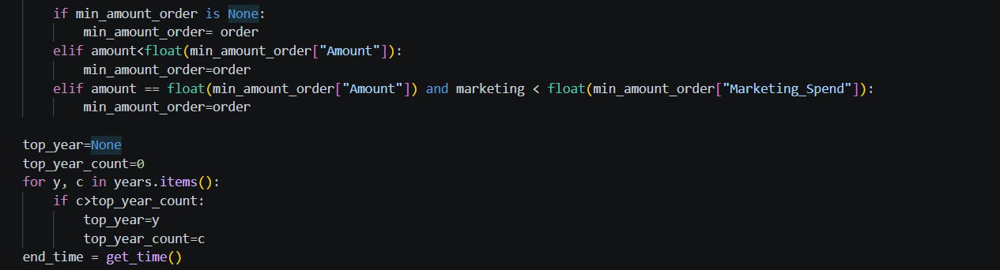 if min_amount_order is None:
min_amount_order= order
elif amount<float(min_amount_order["Amount"]):
min_amount_order=order
elif amount == float(min_amount_order["Amount"]) and marketing < float(min_amount_order["Marketing_Spend"]):
min_amount_order=order
top_year=None
top_year_count=0
for y, c in years.items():
if c>top_year_count:
top_year=y
top_year_count=c
end_time = get_time()